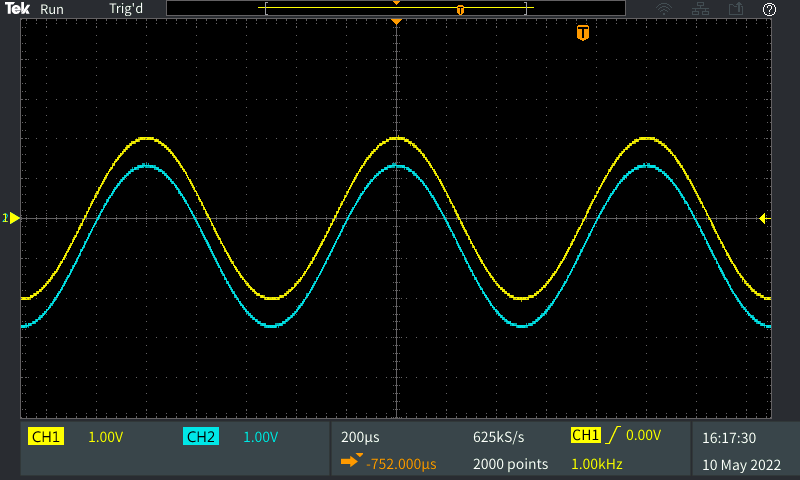 Tek Run Trig'd T ?
T
1
CH1 1.00V CH2 1.00V 200µs 625kS/s CH1 0.00V 16:17:30
-752.000µs 2000 points 1.00kHz 10 May 2022